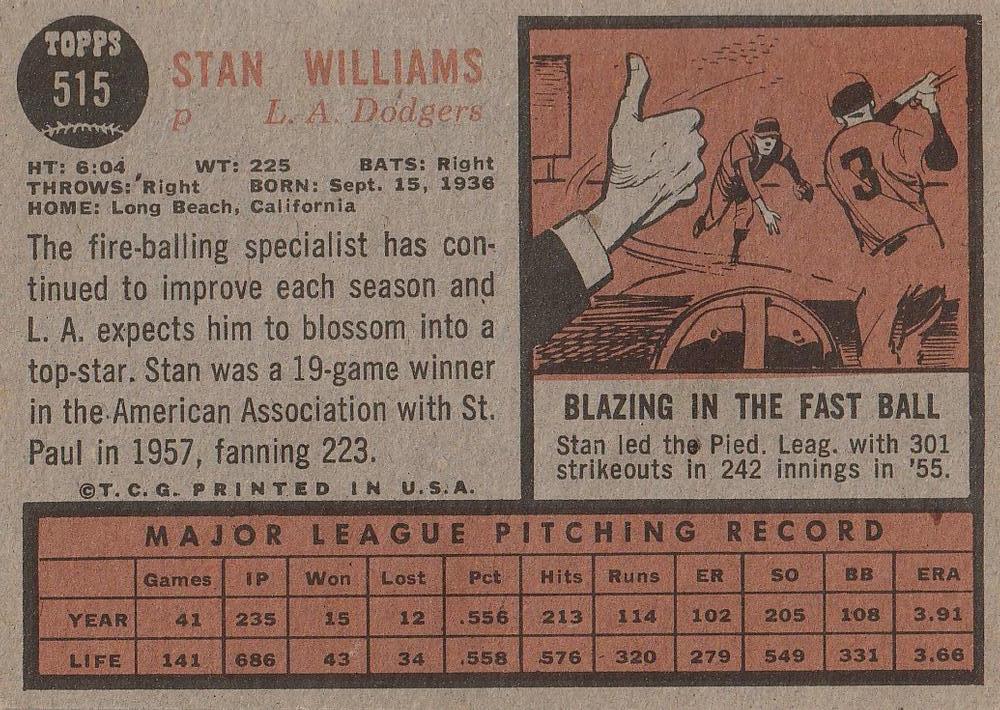 TOPPS
515
STAN WILLIAMS
p L. A. Dodgers
HT: 6:04 WT: 225 BATS: Right
THROWS: Right BORN: Sept. 15, 1936
HOME: Long Beach, California
The fire-balling specialist has con-
tinued to improve each season and
L. A. expects him to blossom into a
top-star. Stan was a 19-game winner
in the American Association with St.
Paul in 1957, fanning 223.
©T. C. G. PRINTED IN U.S.A.
3
BLAZING IN THE FAST BALL
Stan led the Pied. Leag. with 301
strikeouts in 242 innings in '55.
MAJOR LEAGUE PITCHING RECORD
Games IP Won Lost Pct Hits Runs ER SO BB ERA
YEAR 41 235 15 12 .556 213 114 102 205 108 3.91
LIFE 141 686 43 34 .558 576 320 279 549 331 3.66